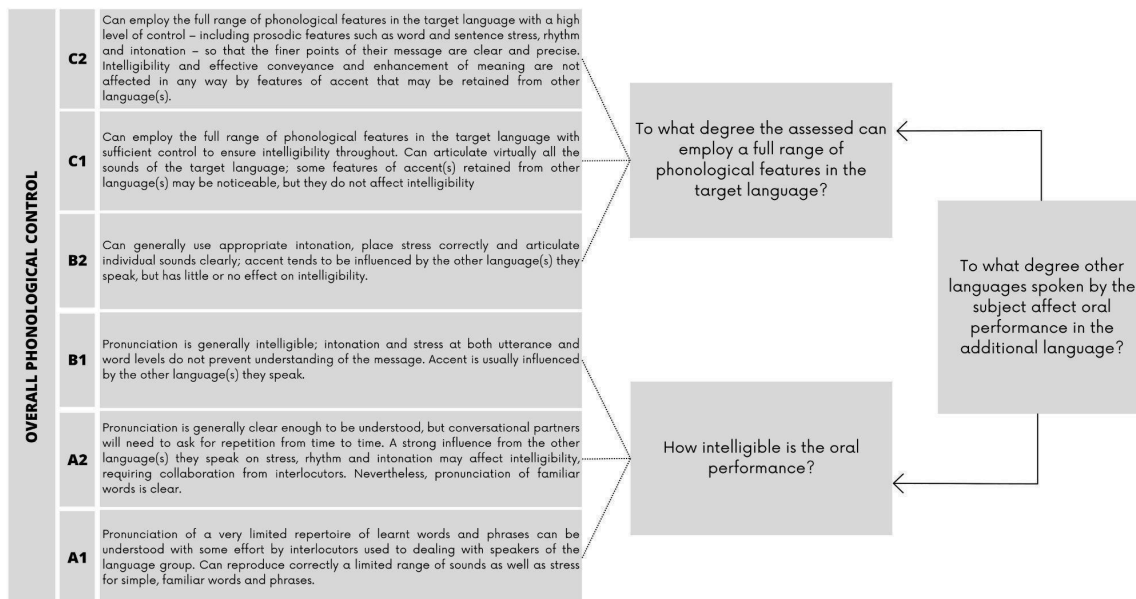 OVERALL PHONOLOGICAL CONTROL
C2
Can employ the full range of phonological features in the target language with a high
level of control – including prosodic features such as word and sentence stress, rhythm
and intonation – so that the finer points of their message are clear and precise.
Intelligibility and effective conveyance and enhancement of meaning are not
affected in any way by features of accent that may be retained from other
language(s).
C1
Can employ the full range of phonological features in the target language with
sufficient control to ensure intelligibility throughout. Can articulate virtually all the
sounds of the target language; some features of accent(s) retained from other
language(s) may be noticeable, but they do not affect intelligibility
B2
Can generally use appropriate intonation, place stress correctly and articulate
individual sounds clearly; accent tends to be influenced by the other language(s) they
speak, but has little or no effect on intelligibility.
B1
Pronunciation is generally intelligible; intonation and stress at both utterance and
word levels do not prevent understanding of the message. Accent is usually influenced
by the other language(s) they speak.
A2
Pronunciation is generally clear enough to be understood, but conversational partners
will need to ask for repetition from time to time. A strong influence from the other
language(s) they speak on stress, rhythm and intonation may affect intelligibility,
requiring collaboration from interlocutors. Nevertheless, pronunciation of familiar
words is clear.
A1
Pronunciation of a very limited repertoire of learnt words and phrases can be
understood with some effort by interlocutors used to dealing with speakers of the
language group. Can reproduce correctly a limited range of sounds as well as stress
for simple, familiar words and phrases.
To what degree the assessed can
employ a full range of
phonological features in the
target language?
How intelligible is the oral
performance?
To what degree other
languages spoken by the
subject affect oral
performance in the
additional language?